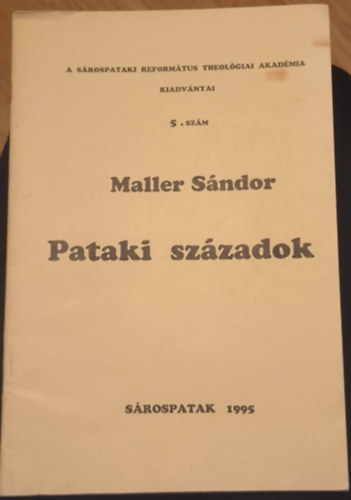 A SÁROSPATAKI REFORMÁTUS THEOLÓGIAI AKADÉMIA
KIADVÁNYAI
5. SZÁM
Maller Sándor
Pataki századok
SÁROSPATAK 1995